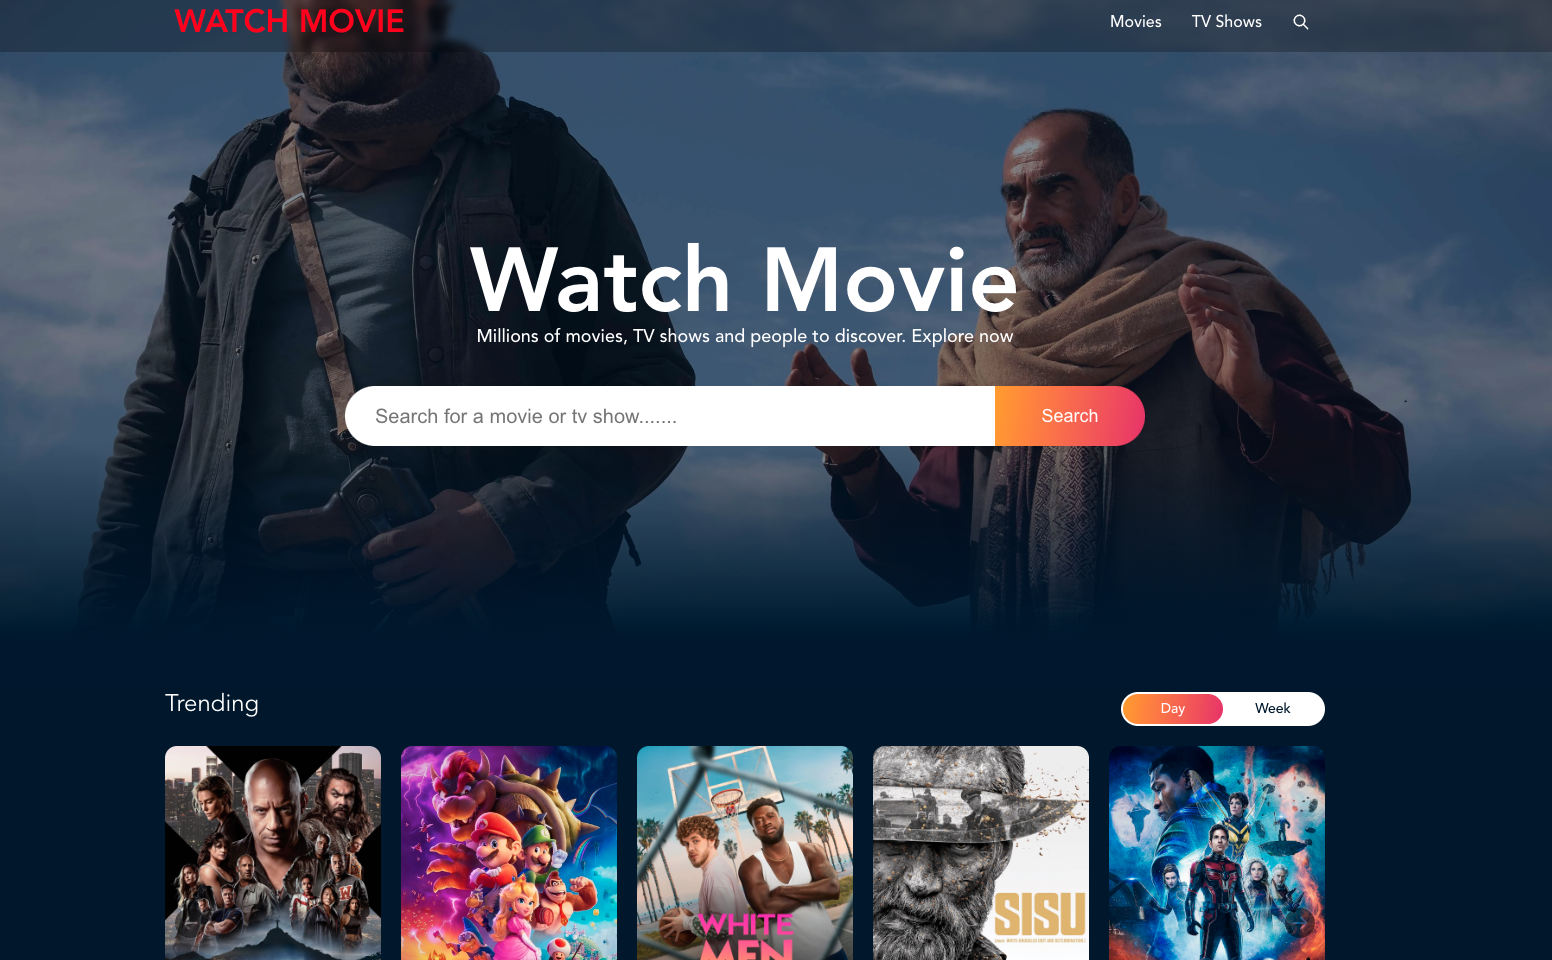 WATCH MOVIE
Movies
TV Shows
Watch Movie
Millions of movies, TV shows and people to discover. Explore now
Search for a movie or tv show.......
Search
Trending
Day
Week
WHITE
MEN
SISU